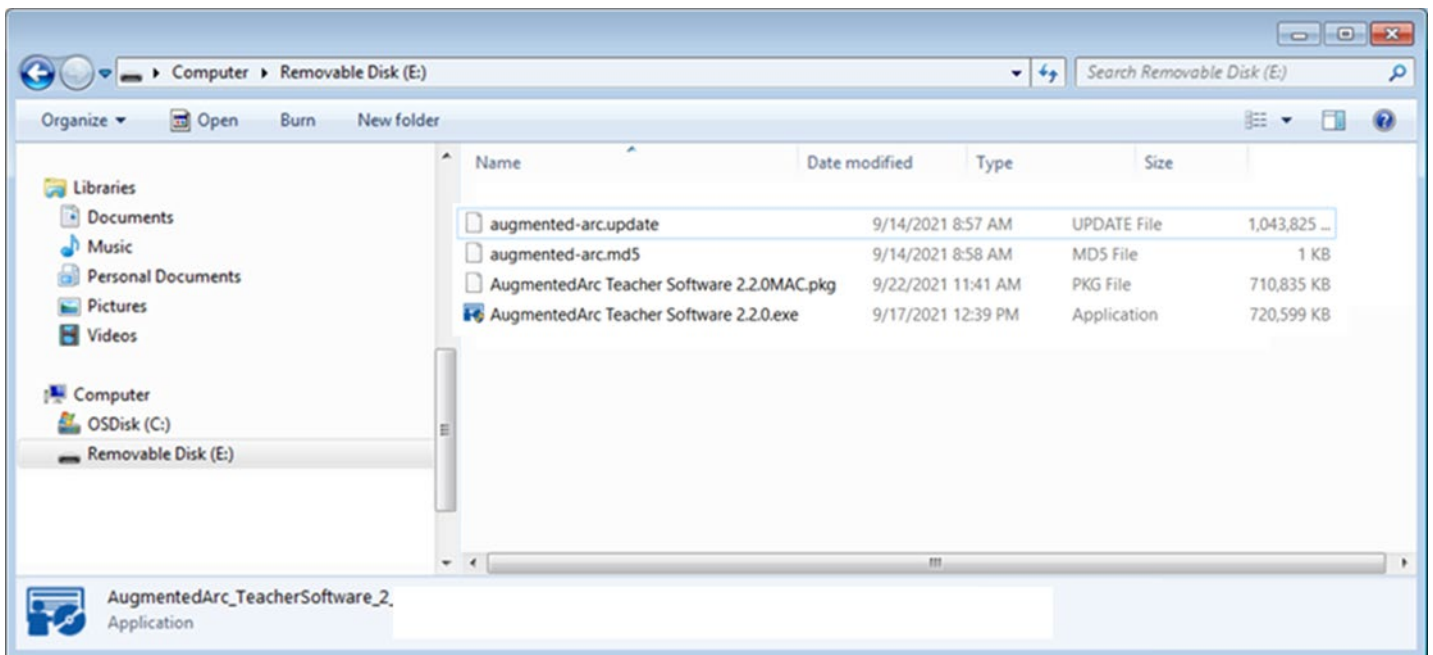 Computer Removable Disk (E:) Search Removable Disk (E:)
Organize Open Burn New folder
Name Date modified Type Size
Libraries
Documents
Music
Personal Documents
Pictures
Videos
Computer
OSDisk (C:)
Removable Disk (E:)
augmented-arc.update 9/14/2021 8:57 AM UPDATE File 1,043,825 ...
augmented-arc.md5 9/14/2021 8:58 AM MD5 File 1 KB
AugmentedArc Teacher Software 2.2.0MAC.pkg 9/22/2021 11:41 AM PKG File 710,835 KB
AugmentedArc Teacher Software 2.2.0.exe 9/17/2021 12:39 PM Application 720,599 KB
AugmentedArc_TeacherSoftware_2_
Application